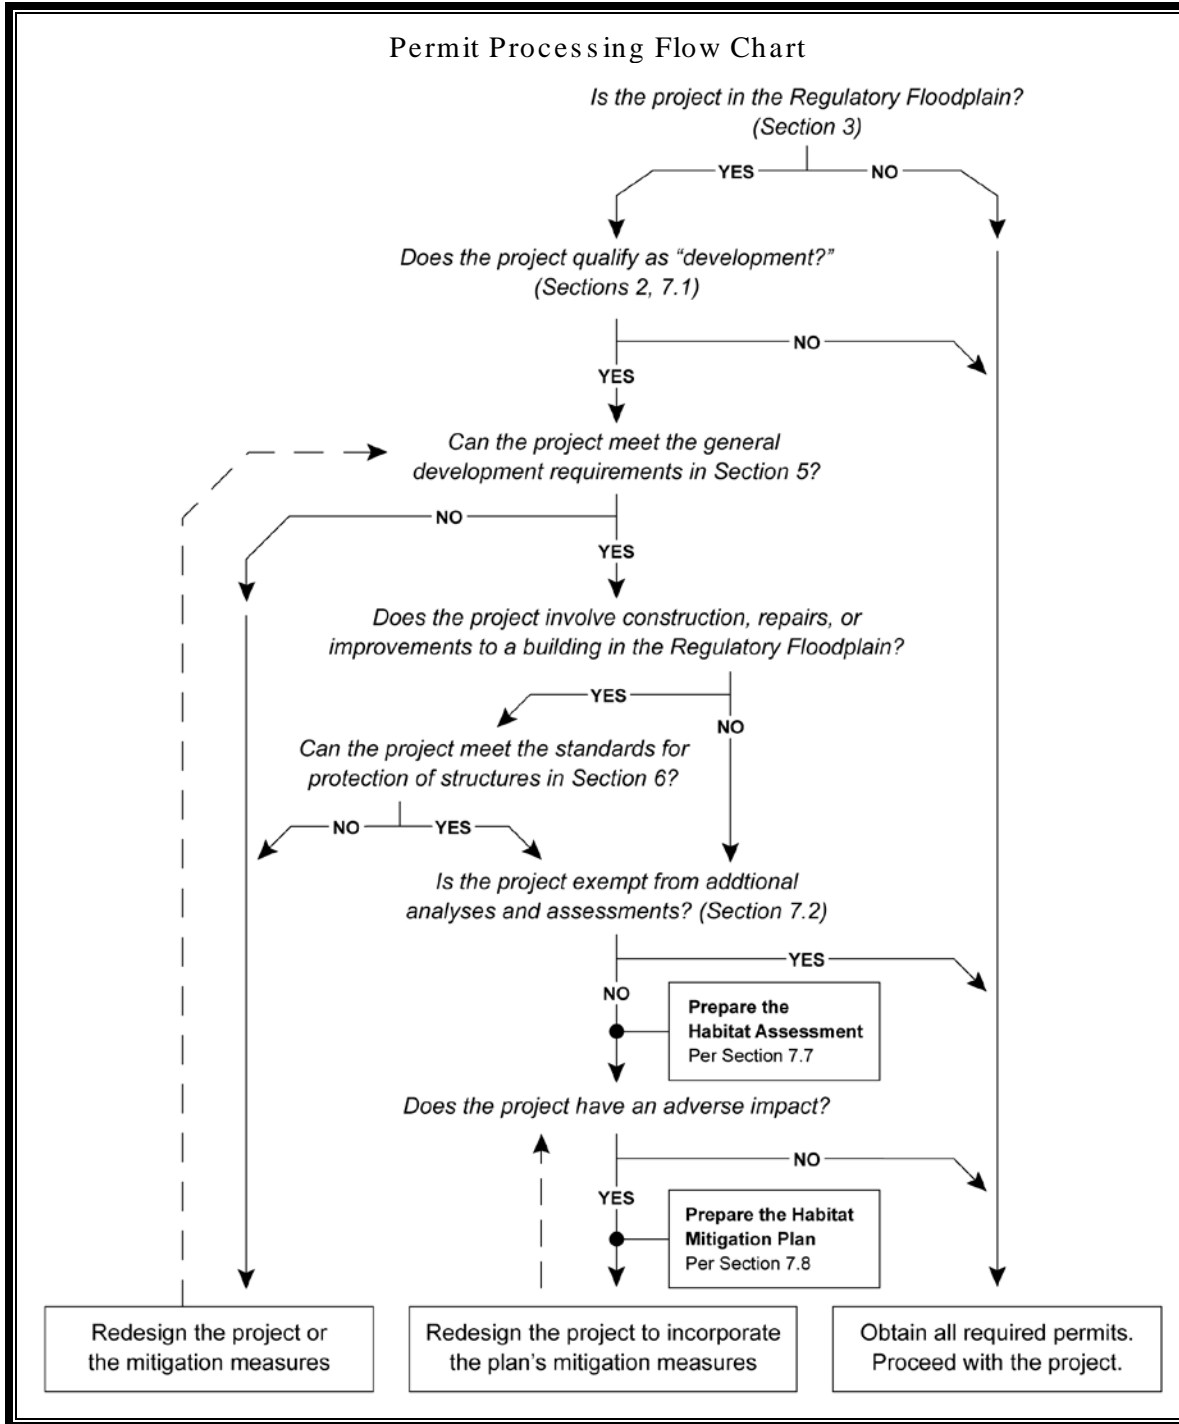 Permit Processing Flow Chart
Is the project in the Regulatory Floodplain?
(Section 3)
YES
NO
Does the project qualify as “development?”
(Sections 2, 7.1)
NO
YES
Can the project meet the general
development requirements in Section 5?
NO
YES
Does the project involve construction, repairs, or
improvements to a building in the Regulatory Floodplain?
YES
NO
Can the project meet the standards for
protection of structures in Section 6?
NO
YES
Is the project exempt from addtional
analyses and assessments? (Section 7.2)
YES
NO
Prepare the
Habitat Assessment
Per Section 7.7
Does the project have an adverse impact?
NO
YES
Prepare the Habitat
Mitigation Plan
Per Section 7.8
Redesign the project or
the mitigation measures
Redesign the project to incorporate
the plan’s mitigation measures
Obtain all required permits.
Proceed with the project.